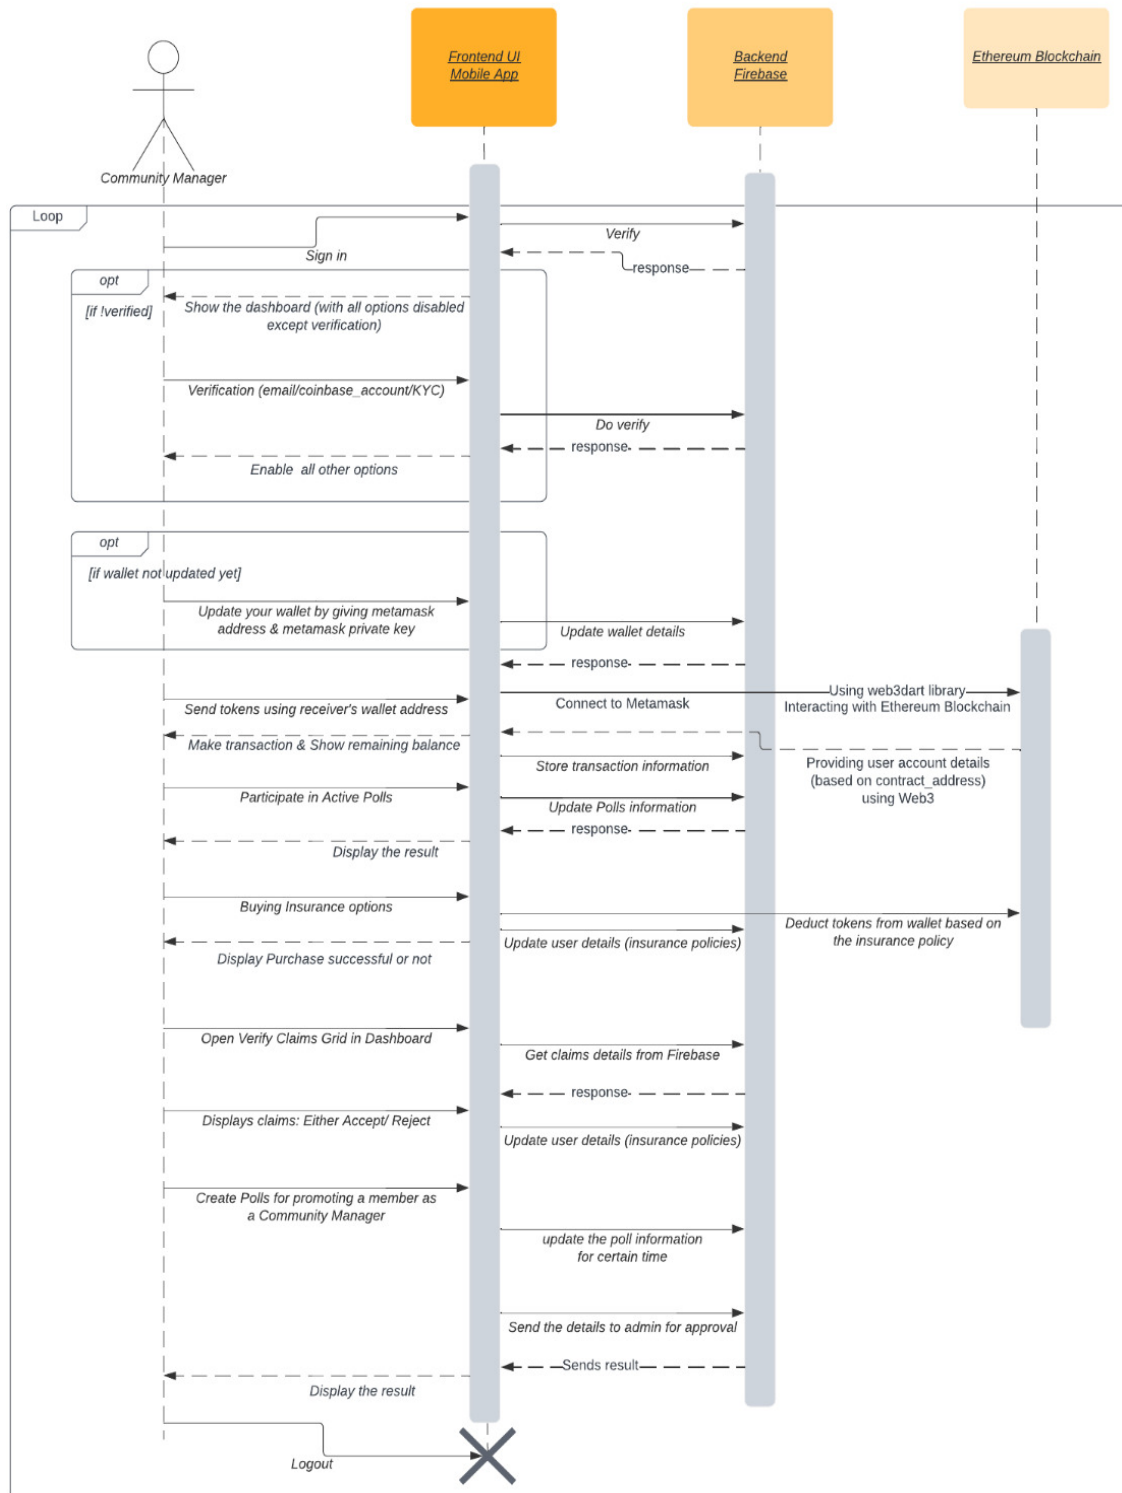 Frontend UI
Mobile App
Backend
Firebase
Ethereum Blockchain
Community Manager
Loop
Sign in
Verify
response
opt
[if !verified]
Show the dashboard (with all options disabled
except verification)
Verification (email/coinbase_account/KYC)
Do verify
response
Enable all other options
opt
[if wallet not updated yet]
Update your wallet by giving metamask
address & metamask private key
Update wallet details
response
Send tokens using receiver's wallet address
Connect to Metamask
Using web3dart library
Interacting with Ethereum Blockchain
Make transaction & Show remaining balance
Providing user account details
(based on contract_address)
using Web3
Store transaction information
Participate in Active Polls
Update Polls information
response
Display the result
Buying Insurance options
Deduct tokens from wallet based on
the insurance policy
Update user details (insurance policies)
Display Purchase successful or not
Open Verify Claims Grid in Dashboard
Get claims details from Firebase
response
Displays claims: Either Accept/ Reject
Update user details (insurance policies)
Create Polls for promoting a member as
a Community Manager
update the poll information
for certain time
Send the details to admin for approval
Sends result
Display the result
Logout